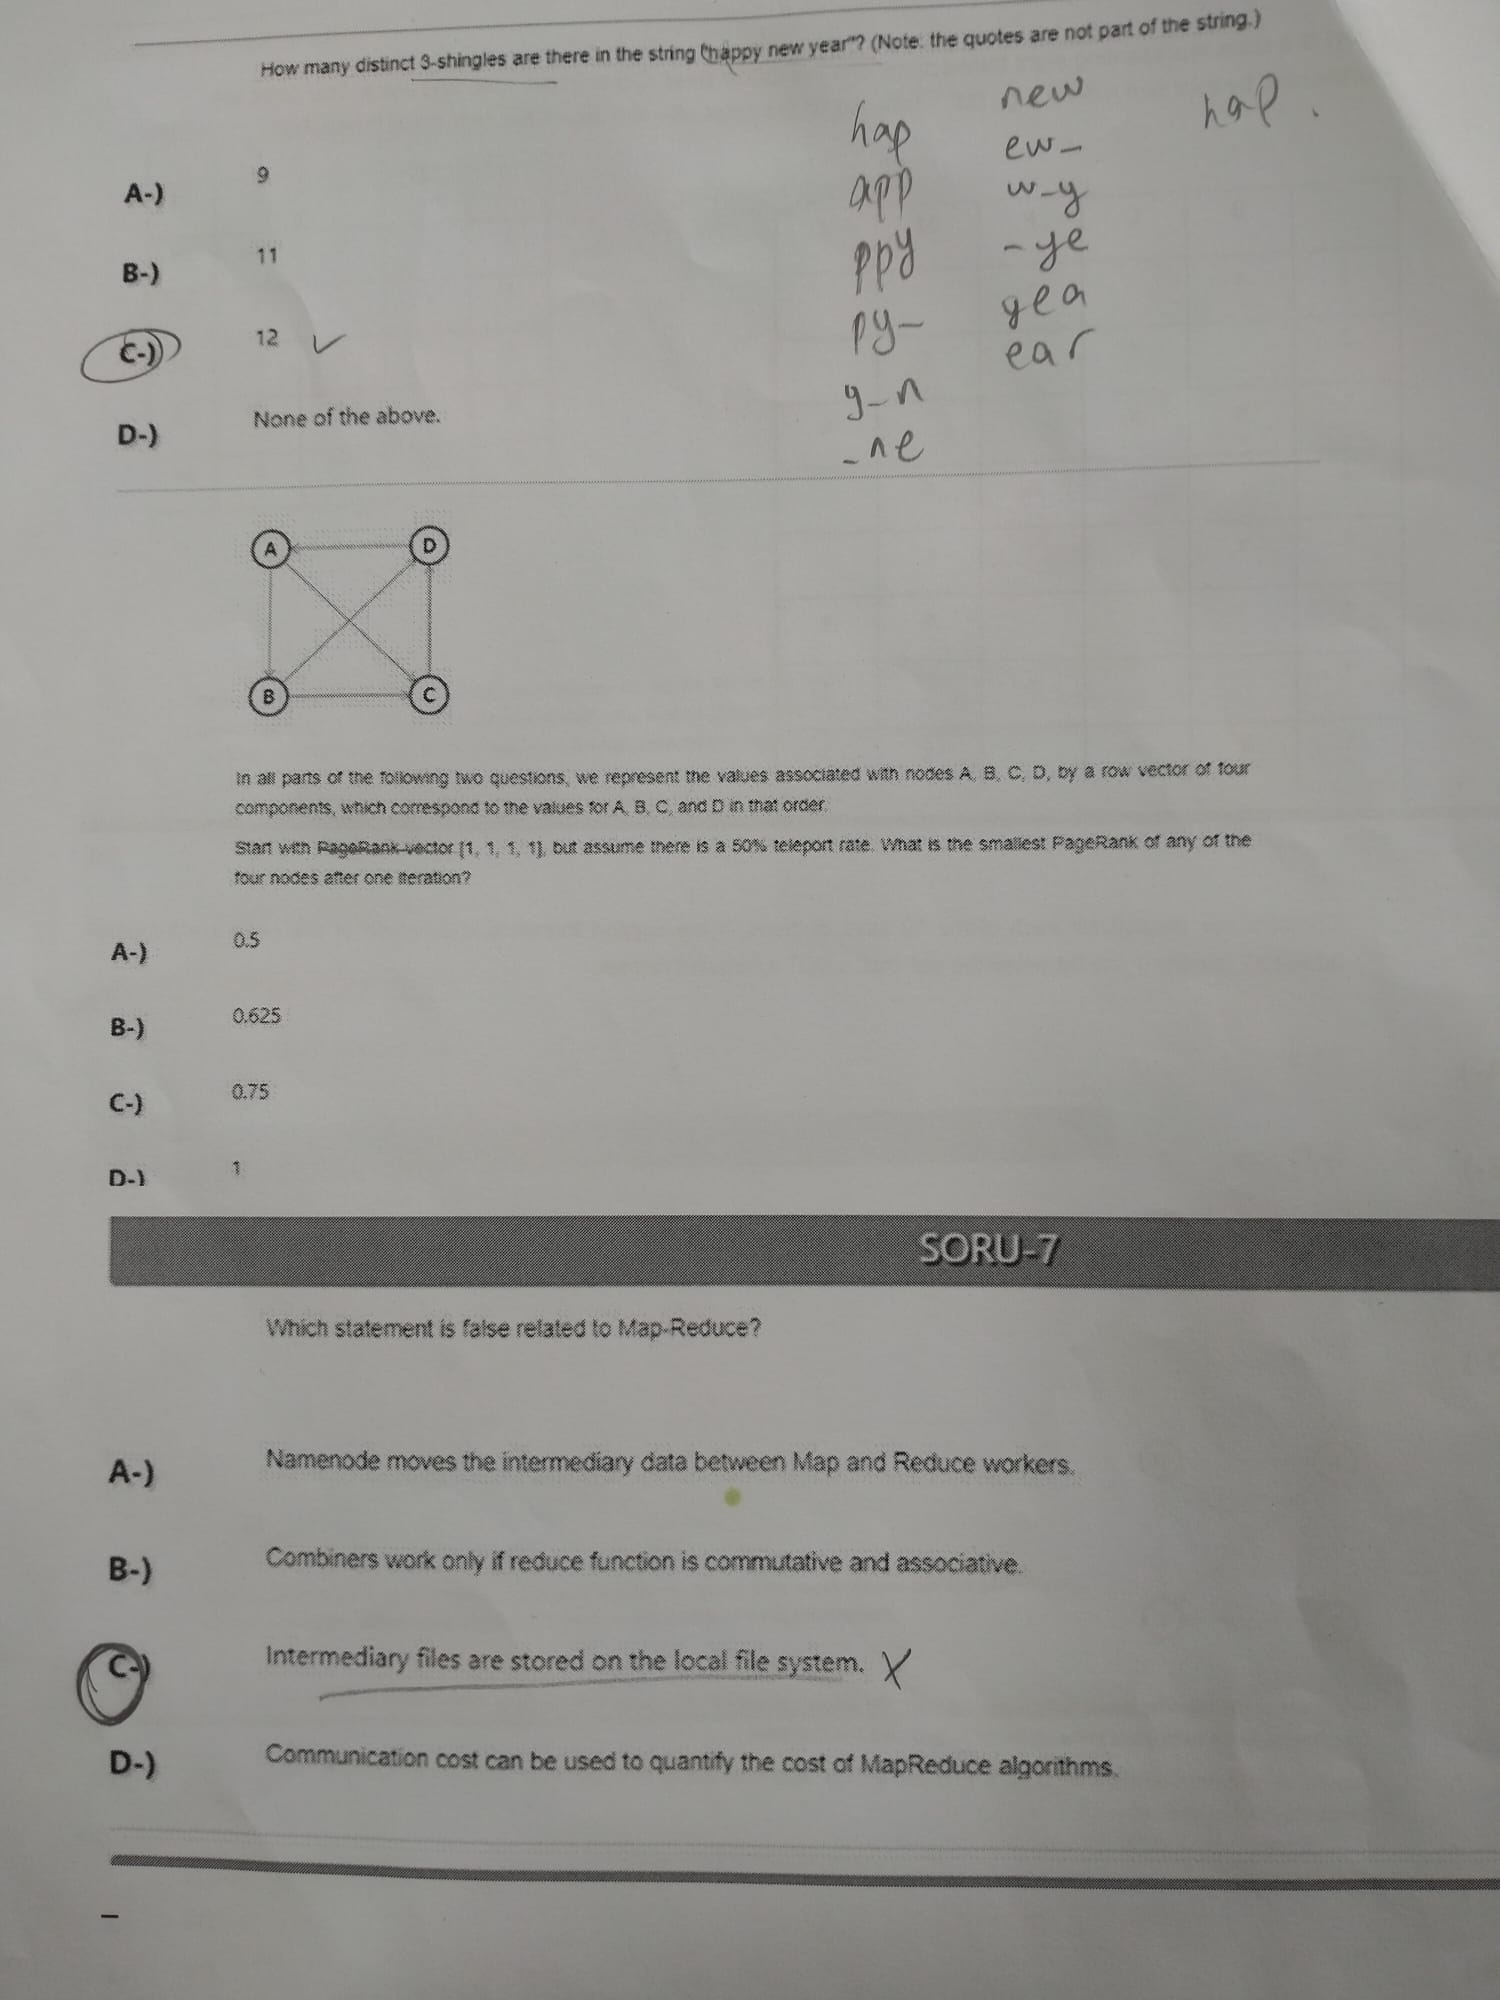 How many distinct 3-shingles are there in the string "happy new year"? (Note: the quotes are not part of the string.)
hap new hap .
app ew_
ppy w_y
py_ _ye
y_n yea
_ne ear
A-) 9
B-) 11
C-) 12
D-) None of the above.
A D
B C
In all parts of the following two questions, we represent the values associated with nodes A, B, C, D, by a row vector of four
components, which correspond to the values for A, B, C, and D in that order.
Start with PageRank vector [1, 1, 1, 1], but assume there is a 50% teleport rate. What is the smallest PageRank of any of the
four nodes after one iteration?
A-) 0.5
B-) 0.625
C-) 0.75
D-) 1
SORU-7
Which statement is false related to Map-Reduce?
A-) Namenode moves the intermediary data between Map and Reduce workers.
B-) Combiners work only if reduce function is commutative and associative.
C-) Intermediary files are stored on the local file system. X
D-) Communication cost can be used to quantify the cost of MapReduce algorithms.